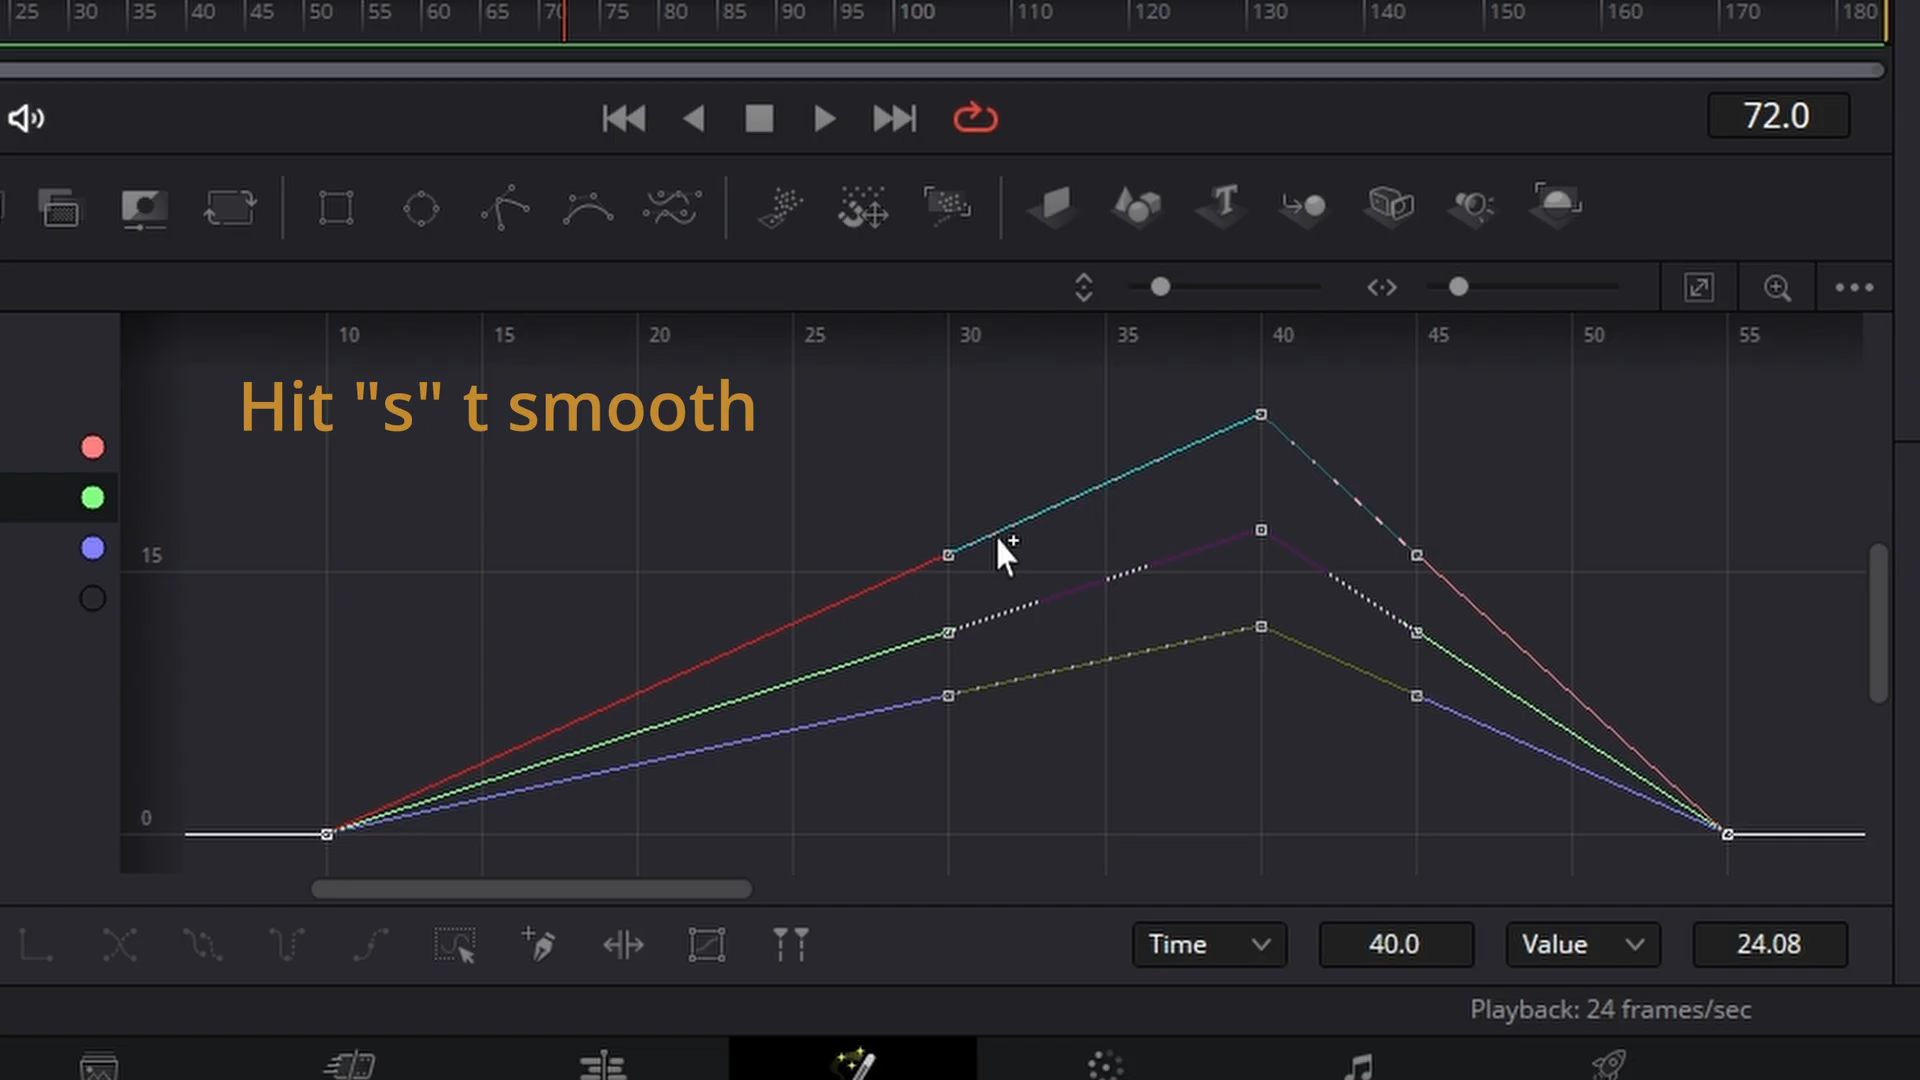 25 30 35 40 45 50 55 60 65 70 75 80 85 90 95 100 110 120 130 140 150 160 170 180
72.0
10 15 20 25 30 35 40 45 50 55
Hit "s" t smooth
15
0
Time 40.0 Value 24.08
Playback: 24 frames/sec